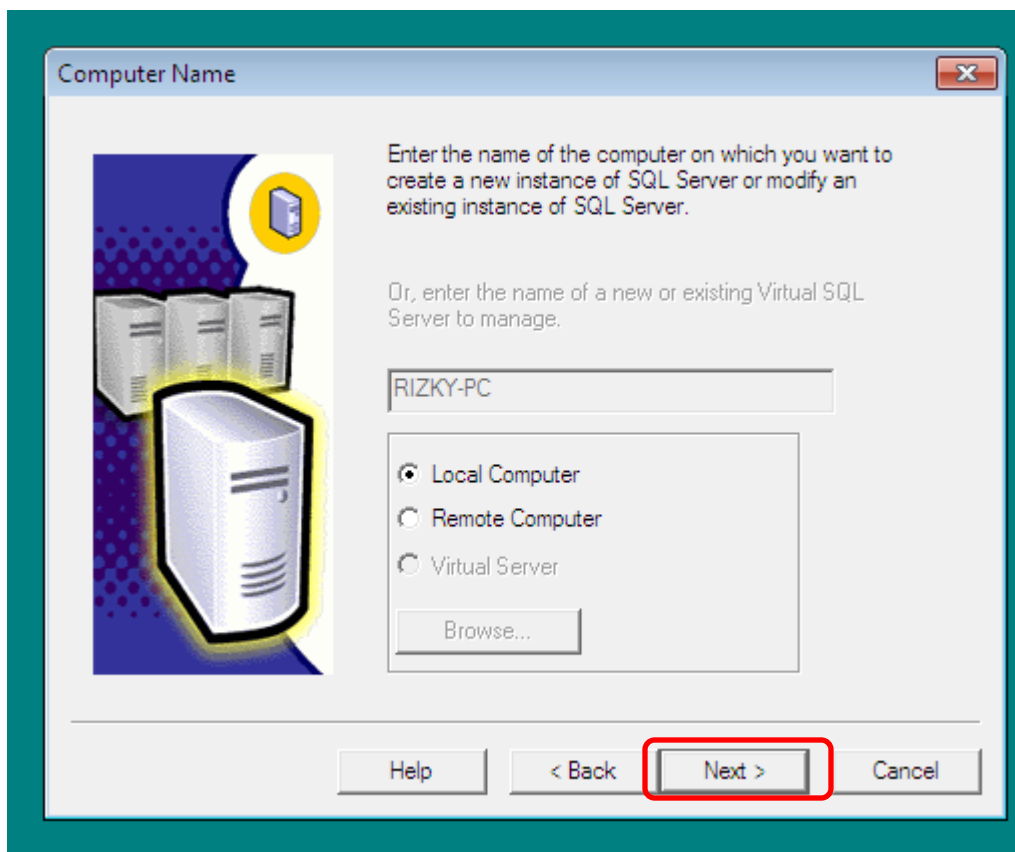 Computer Name
Enter the name of the computer on which you want to
create a new instance of SQL Server or modify an
existing instance of SQL Server.
Or, enter the name of a new or existing Virtual SQL
Server to manage.
RIZKY-PC
Local Computer
Remote Computer
Virtual Server
Browse...
Help
< Back
Next >
Cancel